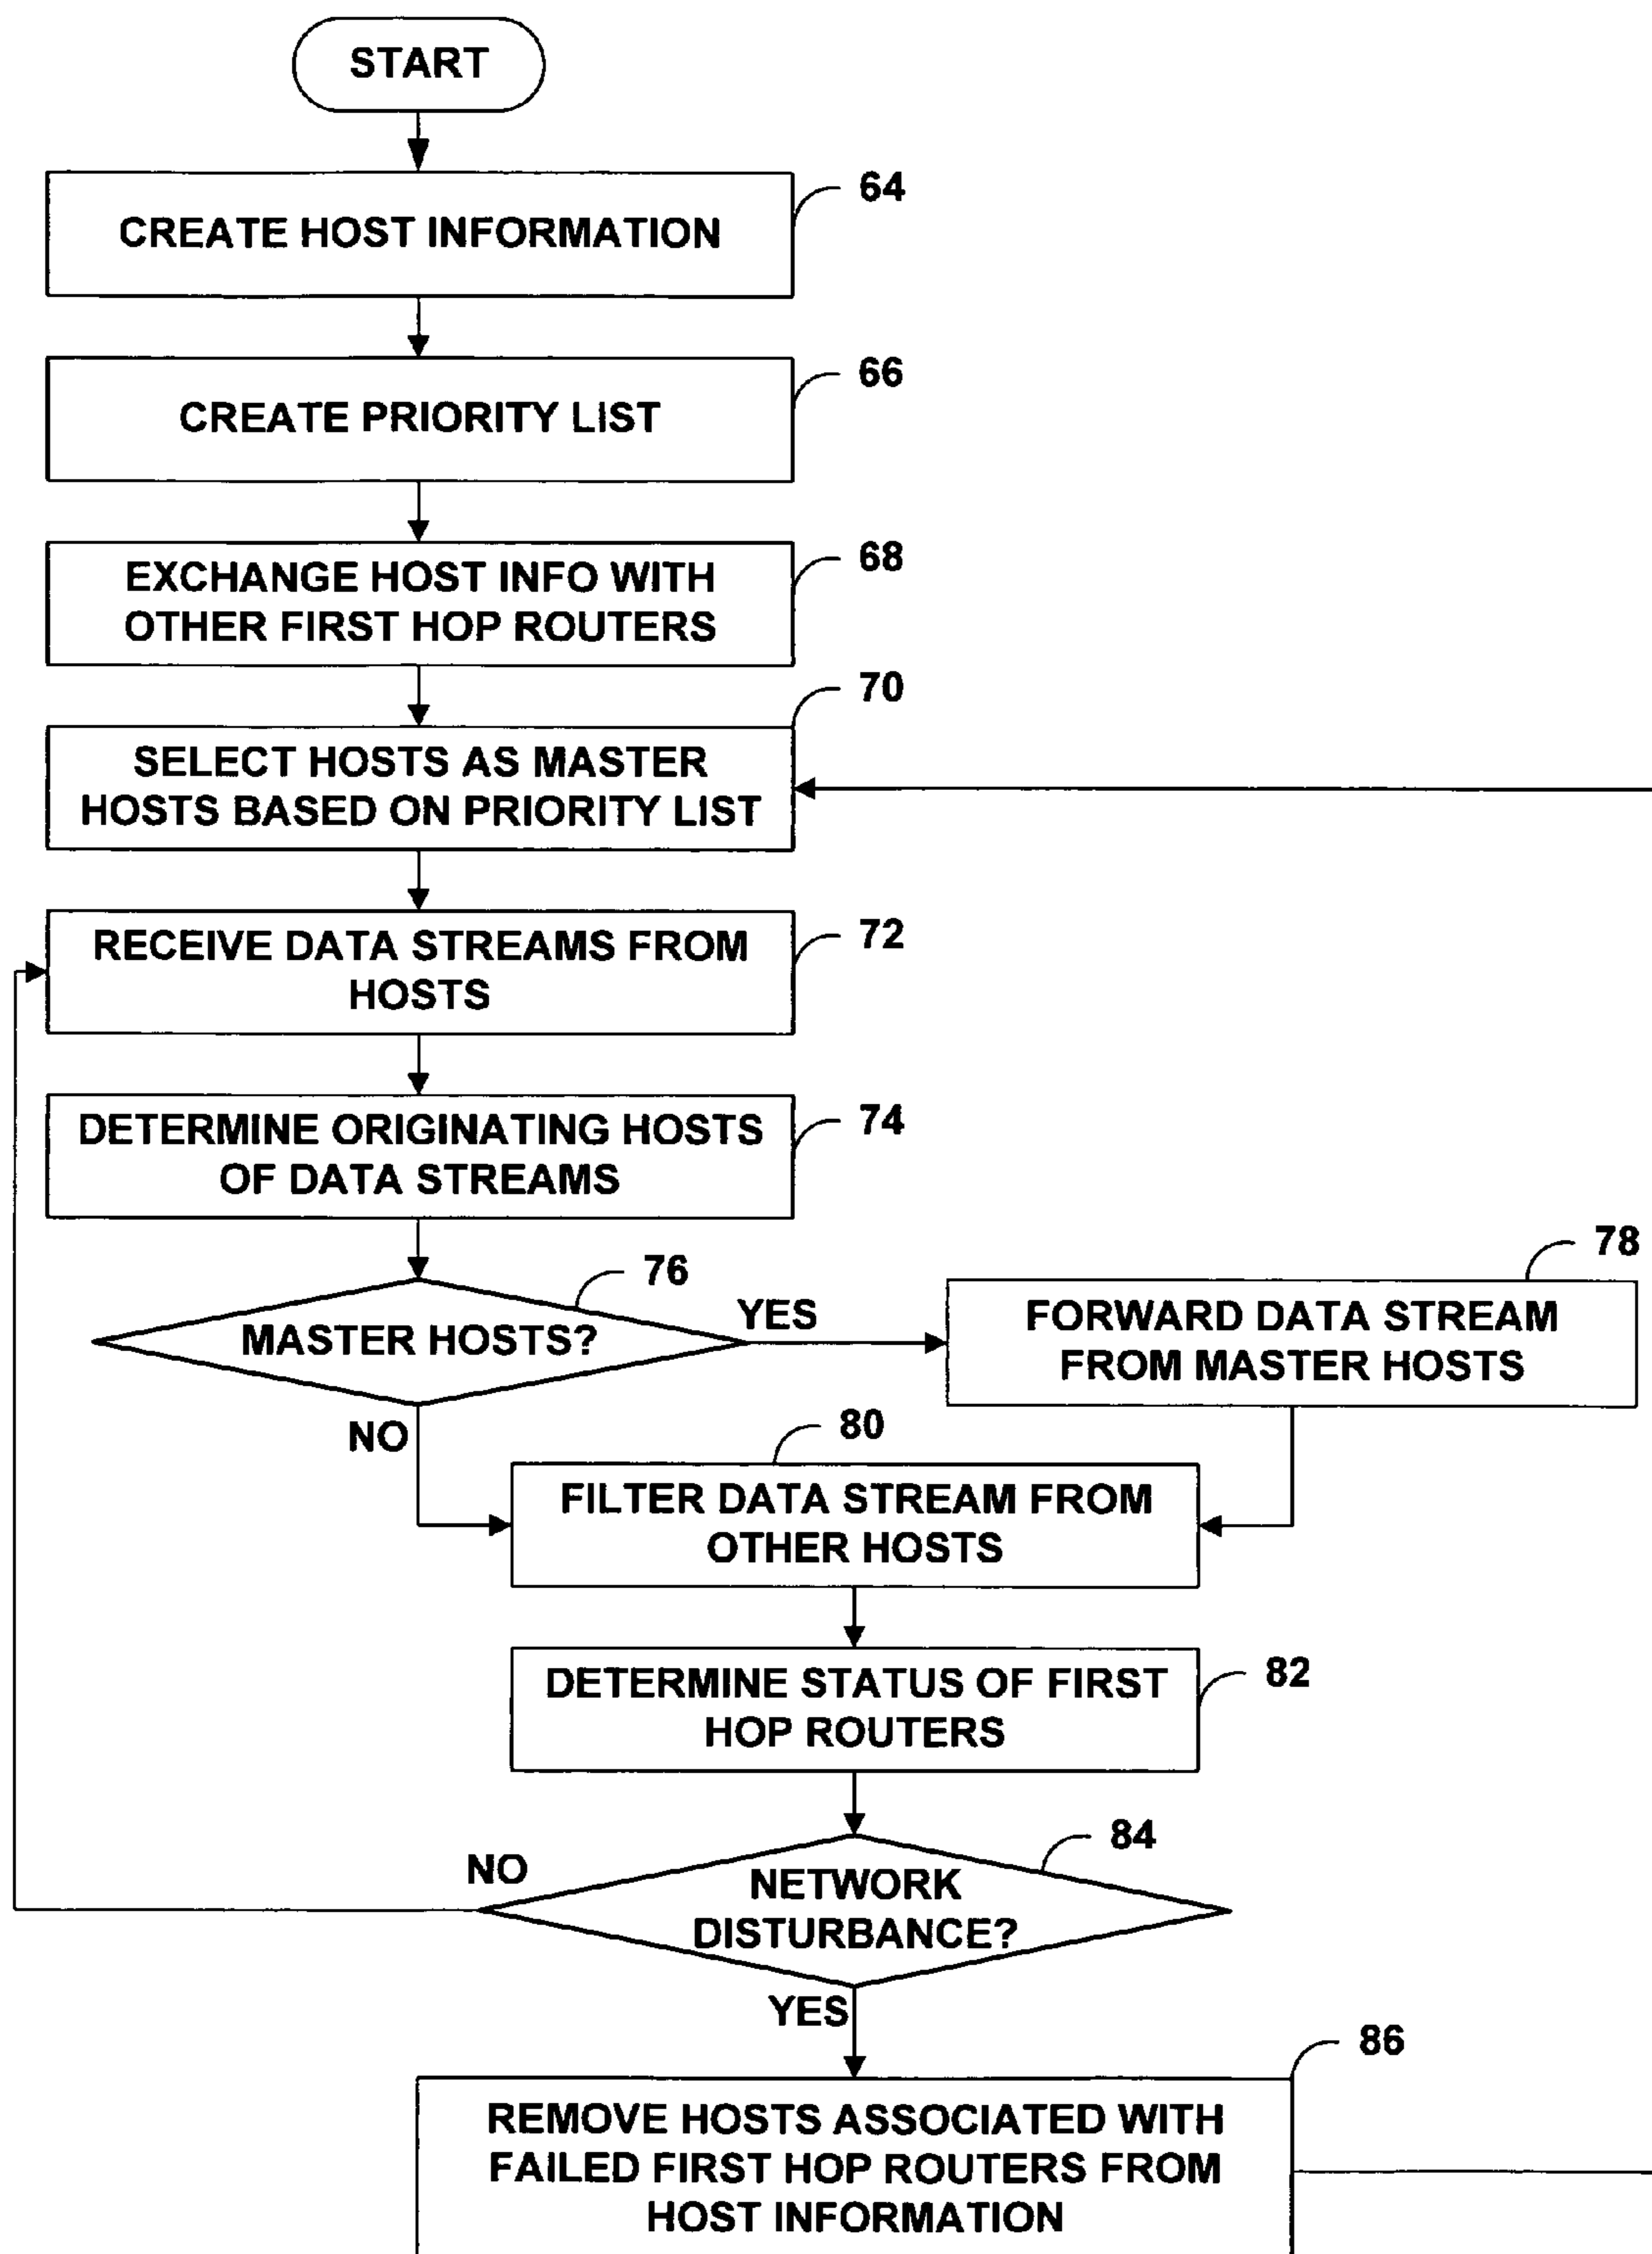 START
64
CREATE HOST INFORMATION
66
CREATE PRIORITY LIST
68
EXCHANGE HOST INFO WITH
OTHER FIRST HOP ROUTERS
70
SELECT HOSTS AS MASTER
HOSTS BASED ON PRIORITY LIST
72
RECEIVE DATA STREAMS FROM
HOSTS
74
DETERMINE ORIGINATING HOSTS
OF DATA STREAMS
76
MASTER HOSTS?
YES
78
FORWARD DATA STREAM
FROM MASTER HOSTS
NO
80
FILTER DATA STREAM FROM
OTHER HOSTS
82
DETERMINE STATUS OF FIRST
HOP ROUTERS
84
NO
NETWORK
DISTURBANCE?
YES
86
REMOVE HOSTS ASSOCIATED WITH
FAILED FIRST HOP ROUTERS FROM
HOST INFORMATION